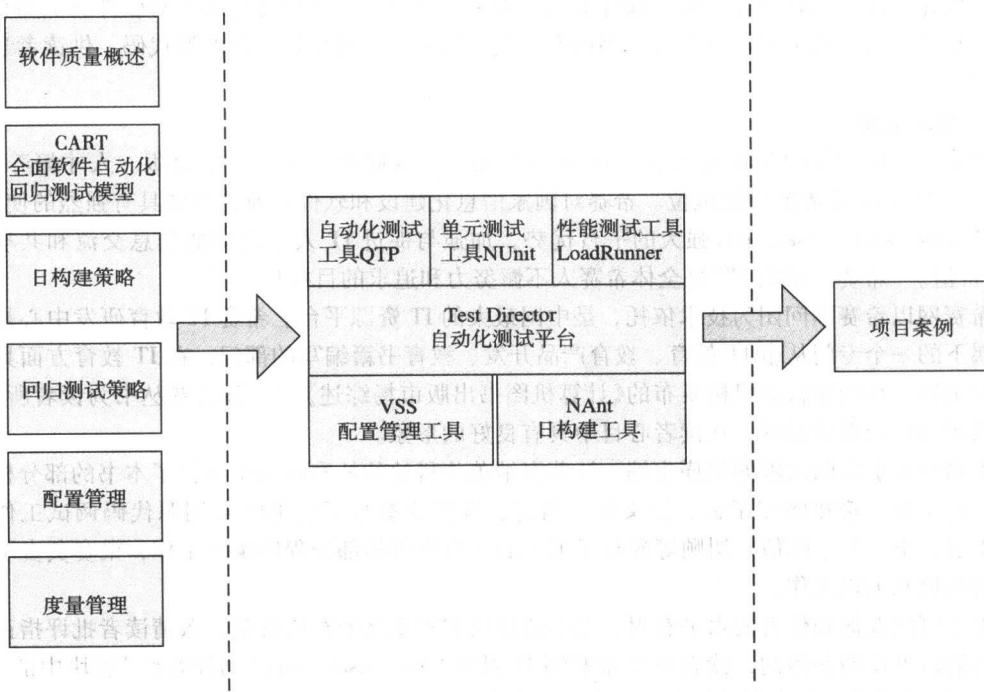 软件质量概述
CART
全面软件自动化
回归测试模型
日构建策略
回归测试策略
配置管理
度量管理
自动化测试
工具QTP
单元测试
工具NUnit
性能测试工具
LoadRunner
Test Director
自动化测试平台
VSS
配置管理工具
NAnt
日构建工具
项目案例